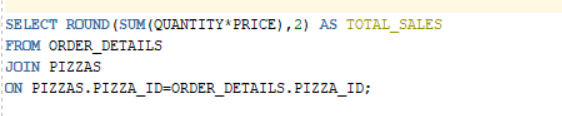 SELECT ROUND(SUM(QUANTITY*PRICE),2) AS TOTAL_SALES
FROM ORDER_DETAILS
JOIN PIZZAS
ON PIZZAS.PIZZA_ID=ORDER_DETAILS.PIZZA_ID;